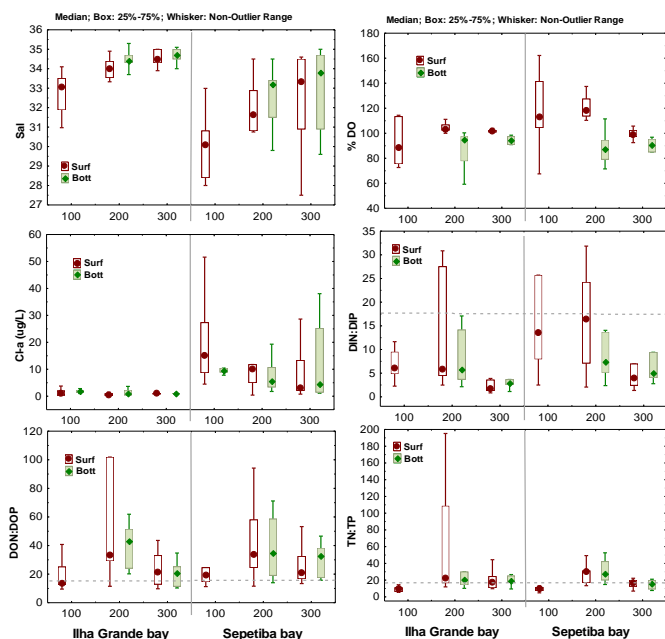 Median; Box: 25%-75%; Whisker: Non-Outlier Range
35
34
33
32
31
30
29
28
27
26
Sal
Surf
Bott
100 200 300 100 200 300
Median; Box: 25%-75%; Whisker: Non-Outlier Range
180
160
140
120
100
80
60
40
% DO
Surf
Bott
100 200 300 100 200 300
60
50
40
30
20
10
0
Cl-a (ug/L)
Surf
Bott
100 200 300 100 200 300
35
30
25
20
15
10
5
0
DIN:DIP
Surf
Bott
100 200 300 100 200 300
120
100
80
60
40
20
0
DON:DOP
Surf
Bott
100 200 300 100 200 300
Ilha Grande bay Sepetiba bay
200
180
160
140
120
100
80
60
40
20
0
TN:TP
Surf
Bott
100 200 300 100 200 300
Ilha Grande bay Sepetiba bay